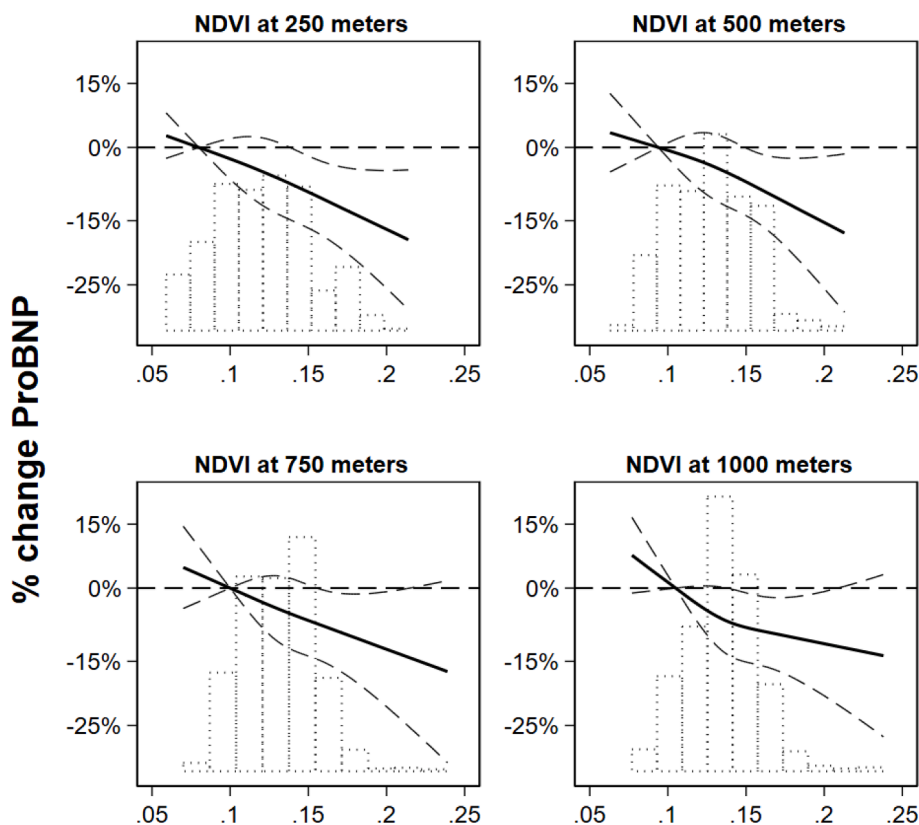 NDVI at 250 meters
NDVI at 500 meters
15%
0%
-15%
-25%
.05 .1 .15 .2 .25
15%
0%
-15%
-25%
.05 .1 .15 .2 .25
% change ProBNP
NDVI at 750 meters
NDVI at 1000 meters
15%
0%
-15%
-25%
.05 .1 .15 .2 .25
15%
0%
-15%
-25%
.05 .1 .15 .2 .25